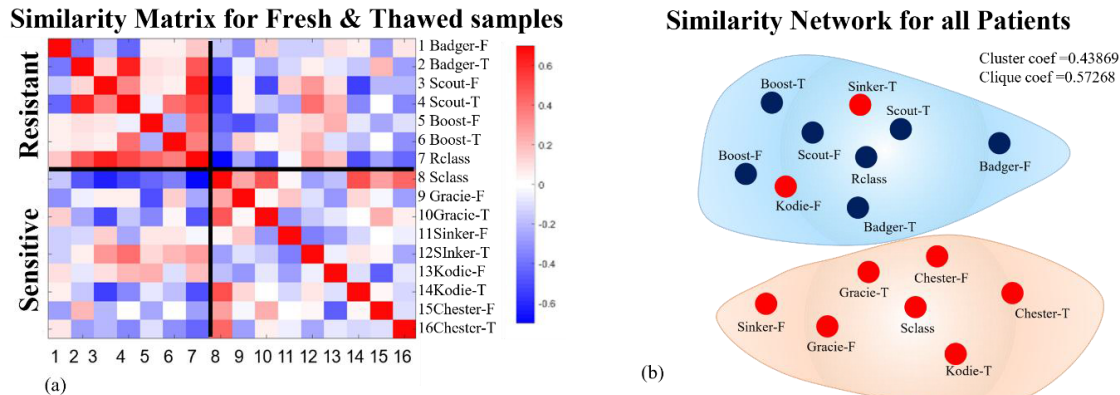 Similarity Matrix for Fresh & Thawed samples
Resistant
Sensitive
1 Badger-F
2 Badger-T
3 Scout-F
4 Scout-T
5 Boost-F
6 Boost-T
7 Rclass
8 Sclass
9 Gracie-F
10Gracie-T
11Sinker-F
12SInker-T
13Kodie-F
14Kodie-T
15Chester-F
16Chester-T
0.6
0.4
0.2
0
-0.2
-0.4
-0.6
1 2 3 4 5 6 7 8 9 10 11 12 13 14 15 16
(a)
Similarity Network for all Patients
Cluster coef =0.43869
Clique coef =0.57268
Boost-T
Sinker-T
Scout-T
Scout-F
Badger-F
Boost-F
Rclass
Kodie-F
Badger-T
Chester-F
Gracie-T
Chester-T
Sinker-F
Sclass
Gracie-F
Kodie-T
(b)